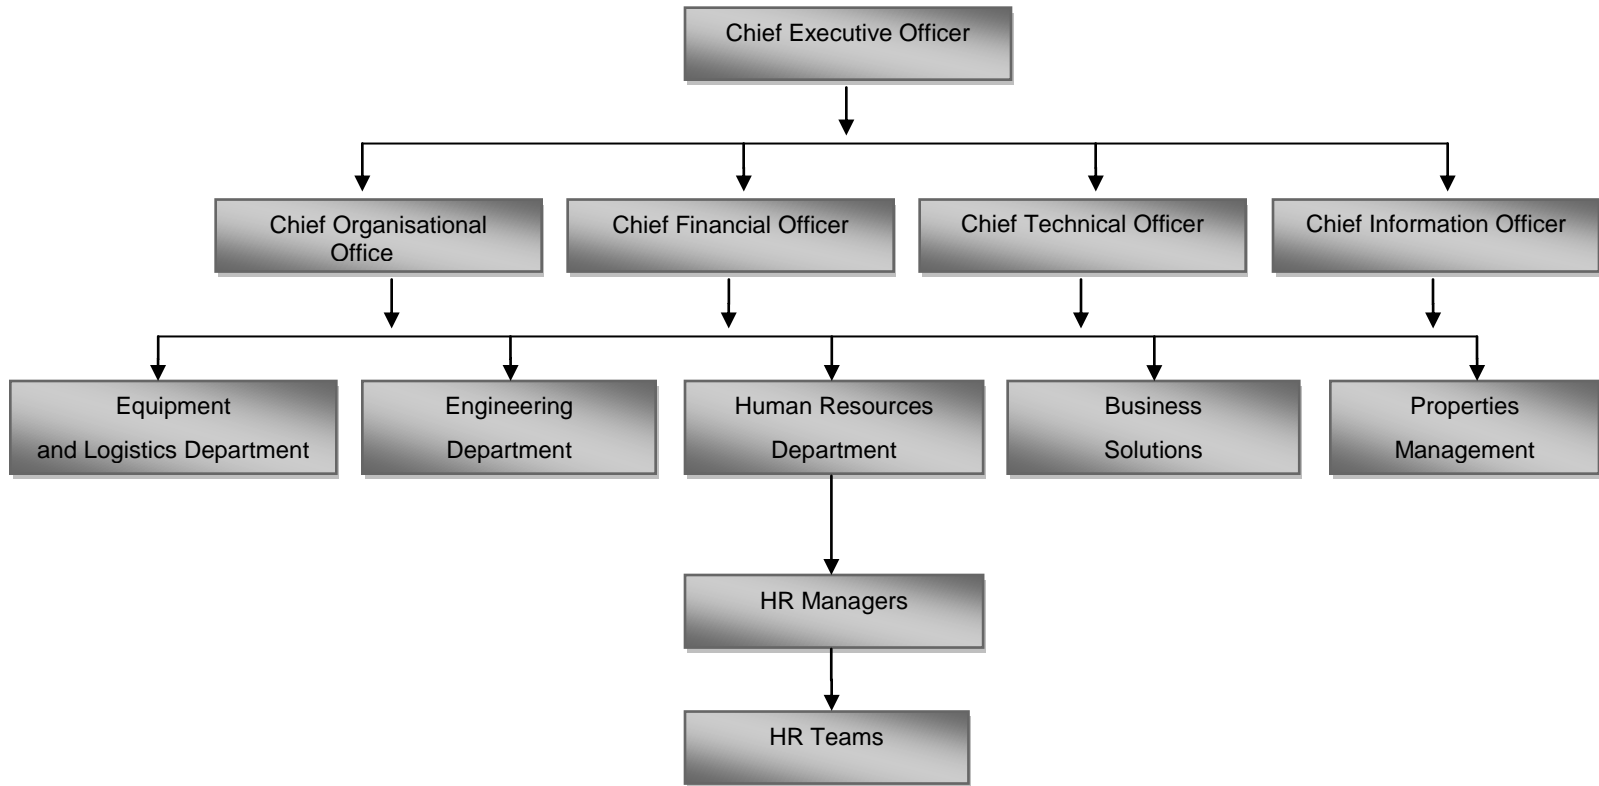 Chief Executive Officer
Chief Organisational
Office
Chief Financial Officer
Chief Technical Officer
Chief Information Officer
Equipment
and Logistics Department
Engineering
Department
Human Resources
Department
Business
Solutions
Properties
Management
HR Managers
HR Teams